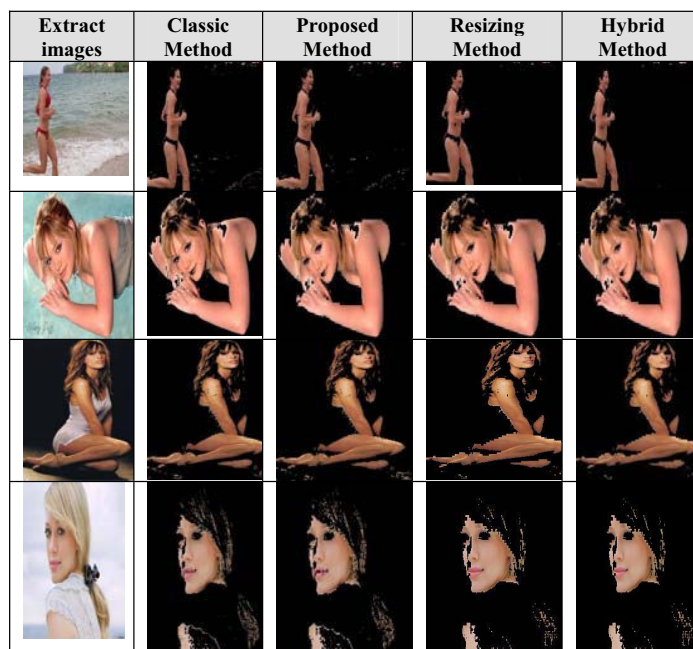 Extract images
Classic Method
Proposed Method
Resizing Method
Hybrid Method